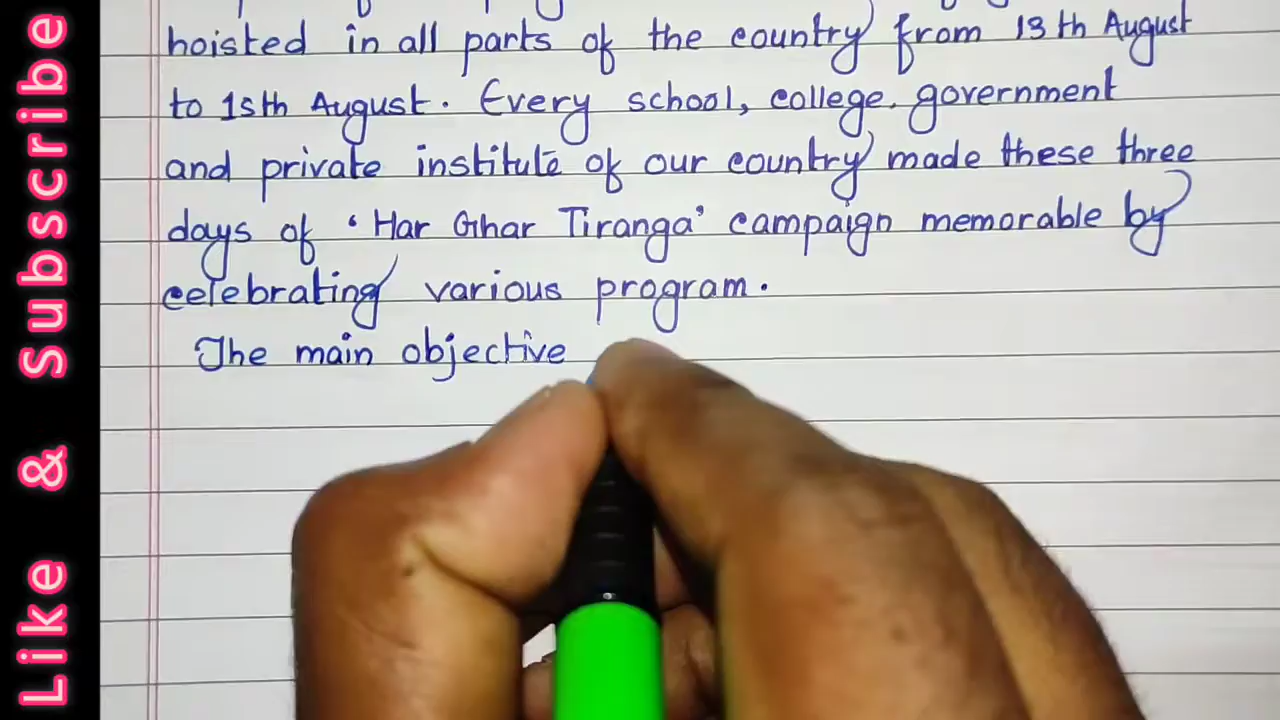 hoisted in all parts of the country from 13th August
to 15th August. Every school, college, government
and private institute of our country made these three
days of 'Har Ghar Tiranga' campaign memorable by
celebrating various program.
The main objective
Like & Subscribe